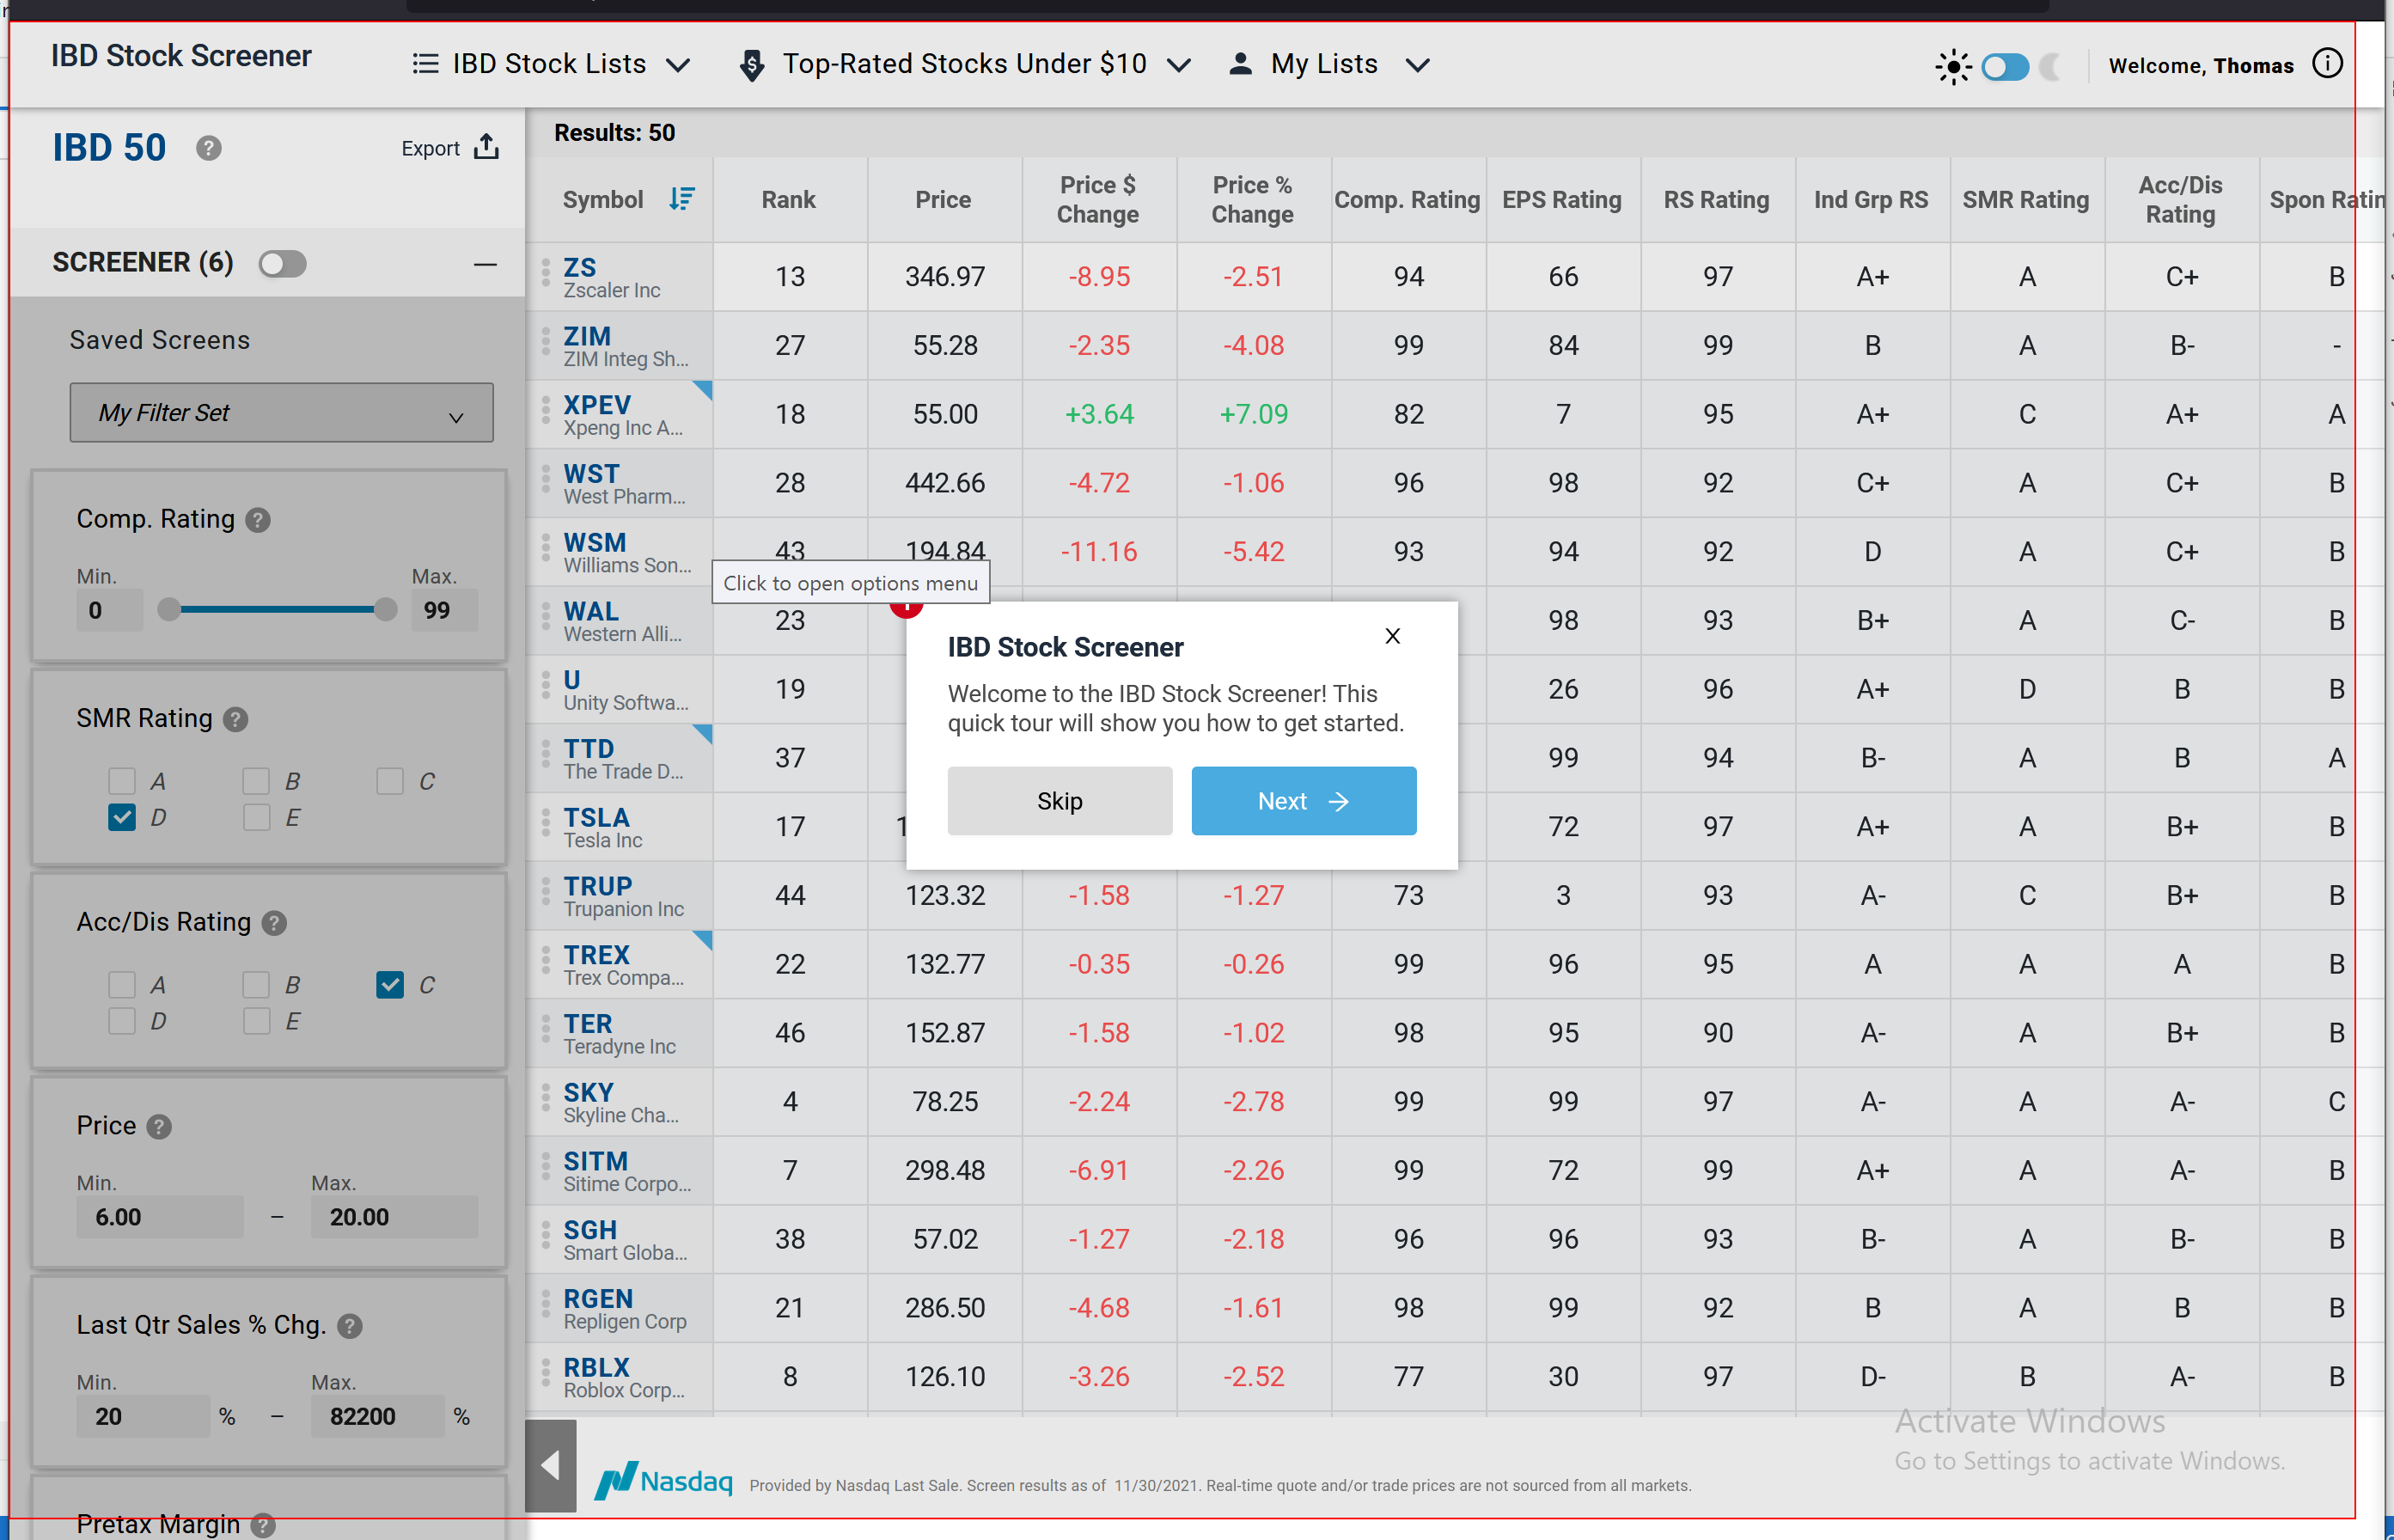 IBD Stock Screener
IBD Stock Lists
Top-Rated Stocks Under $10
My Lists
Welcome, Thomas
IBD 50
Export
SCREENER (6)
Saved Screens
My Filter Set
Comp. Rating
Min. Max.
0 99
SMR Rating
A B C
D E
Acc/Dis Rating
A B C
D E
Price
Min. Max.
6.00 – 20.00
Last Qtr Sales % Chg.
Min. Max.
20 % – 82200 %
Pretax Margin
Results: 50
Symbol Rank Price Price $ Change Price % Change Comp. Rating EPS Rating RS Rating Ind Grp RS SMR Rating Acc/Dis Rating Spon Ratin
ZS 13 346.97 -8.95 -2.51 94 66 97 A+ A C+ B
Zscaler Inc
ZIM 27 55.28 -2.35 -4.08 99 84 99 B A B- -
ZIM Integ Sh...
XPEV 18 55.00 +3.64 +7.09 82 7 95 A+ C A+ A
Xpeng Inc A...
WST 28 442.66 -4.72 -1.06 96 98 92 C+ A C+ B
West Pharm...
WSM 43 194.84 -11.16 -5.42 93 94 92 D A C+ B
Williams Son...
Click to open options menu
WAL 23 98 93 B+ A C- B
Western Alli...
U 19 26 96 A+ D B B
Unity Softwa...
TTD 37 99 94 B- A B A
The Trade D...
TSLA 17 1 72 97 A+ A B+ B
Tesla Inc
TRUP 44 123.32 -1.58 -1.27 73 3 93 A- C B+ B
Trupanion Inc
TREX 22 132.77 -0.35 -0.26 99 96 95 A A A B
Trex Compa...
TER 46 152.87 -1.58 -1.02 98 95 90 A- A B+ B
Teradyne Inc
SKY 4 78.25 -2.24 -2.78 99 99 97 A- A A- C
Skyline Cha...
SITM 7 298.48 -6.91 -2.26 99 72 99 A+ A A- B
Sitime Corpo...
SGH 38 57.02 -1.27 -2.18 96 96 93 B- A B- B
Smart Globa...
RGEN 21 286.50 -4.68 -1.61 98 99 92 B A B B
Repligen Corp
RBLX 8 126.10 -3.26 -2.52 77 30 97 D- B A- B
Roblox Corp...
IBD Stock Screener
X
Welcome to the IBD Stock Screener! This
quick tour will show you how to get started.
Skip
Next
Activate Windows
Go to Settings to activate Windows.
Nasdaq
Provided by Nasdaq Last Sale. Screen results as of 11/30/2021. Real-time quote and/or trade prices are not sourced from all markets.